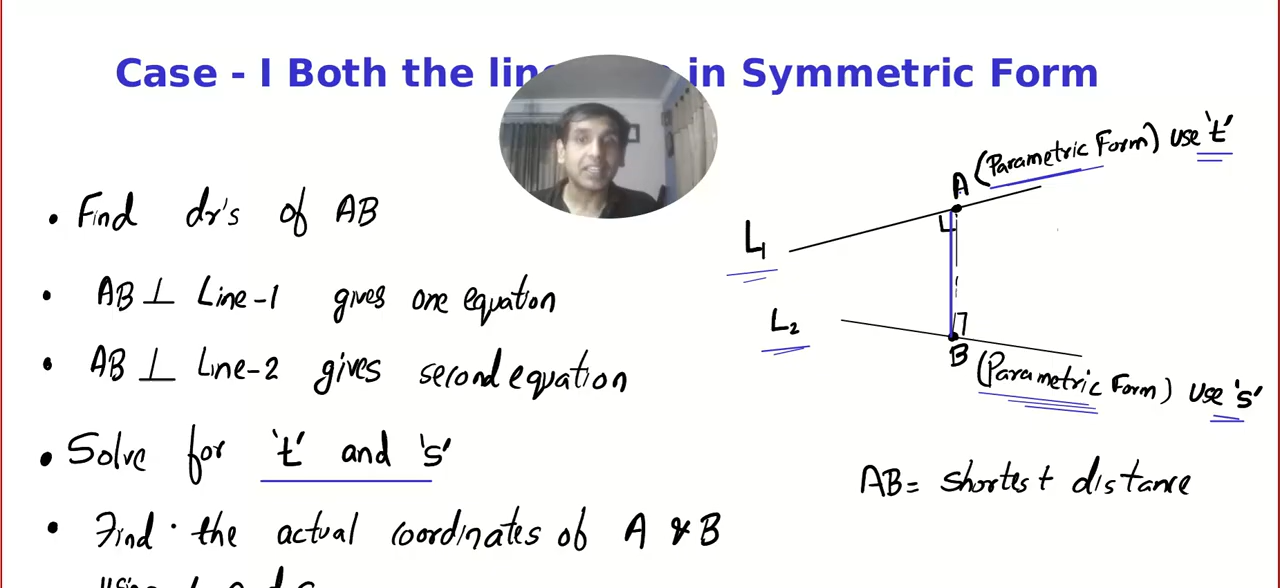 Case - I Both the lin in Symmetric Form
• Find dr's of AB
• AB ⊥ Line-1 gives one equation
• AB ⊥ Line-2 gives second equation
• Solve for 't' and 's'
• Find the actual coordinates of A & B
A (Parametric Form) use 't'
L1
L2
B (Parametric Form) use 's'
AB = shortest distance